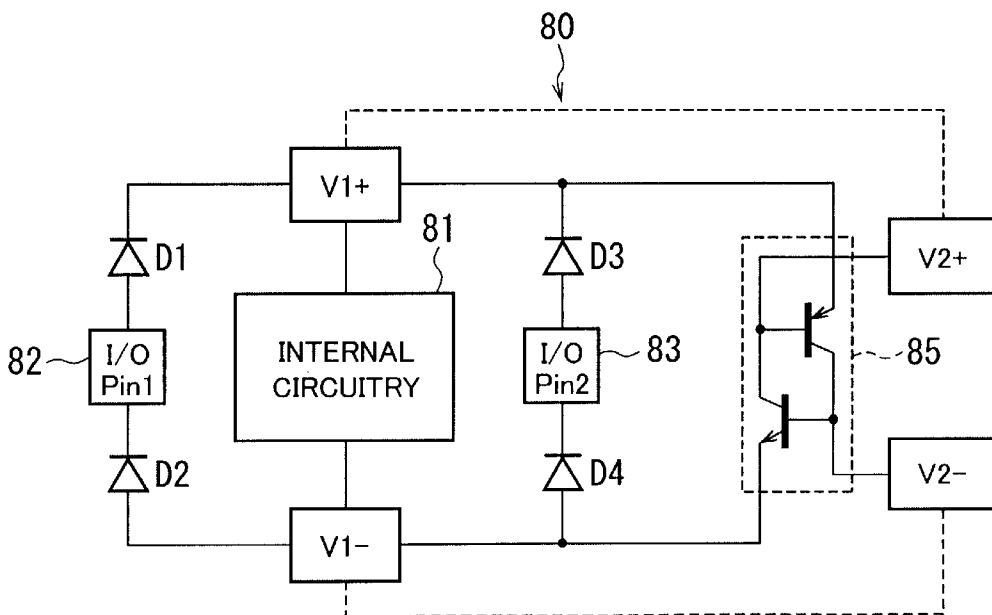 80
V1+
81
D1
D3
V2+
82
I/O
Pin1
INTERNAL
CIRCUITRY
I/O
Pin2
83
85
D2
D4
V2-
V1-